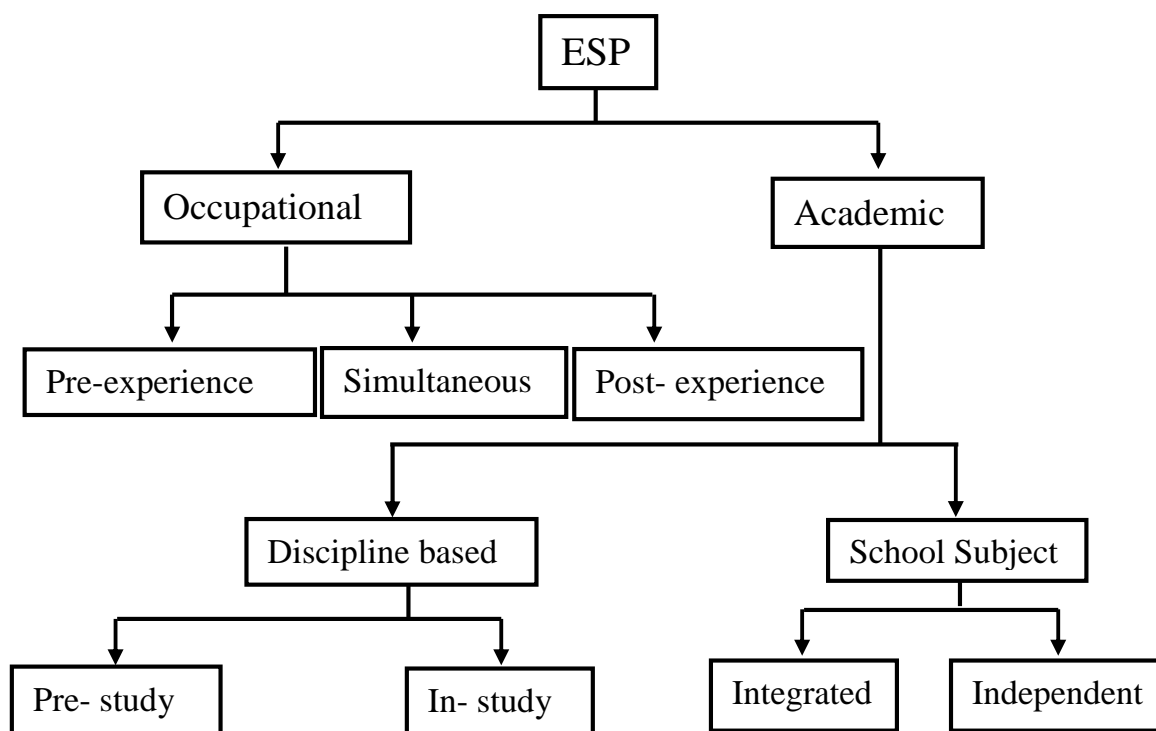 ESP
Occupational
Academic
Pre-experience
Simultaneous
Post- experience
Discipline based
School Subject
Pre- study
In- study
Integrated
Independent